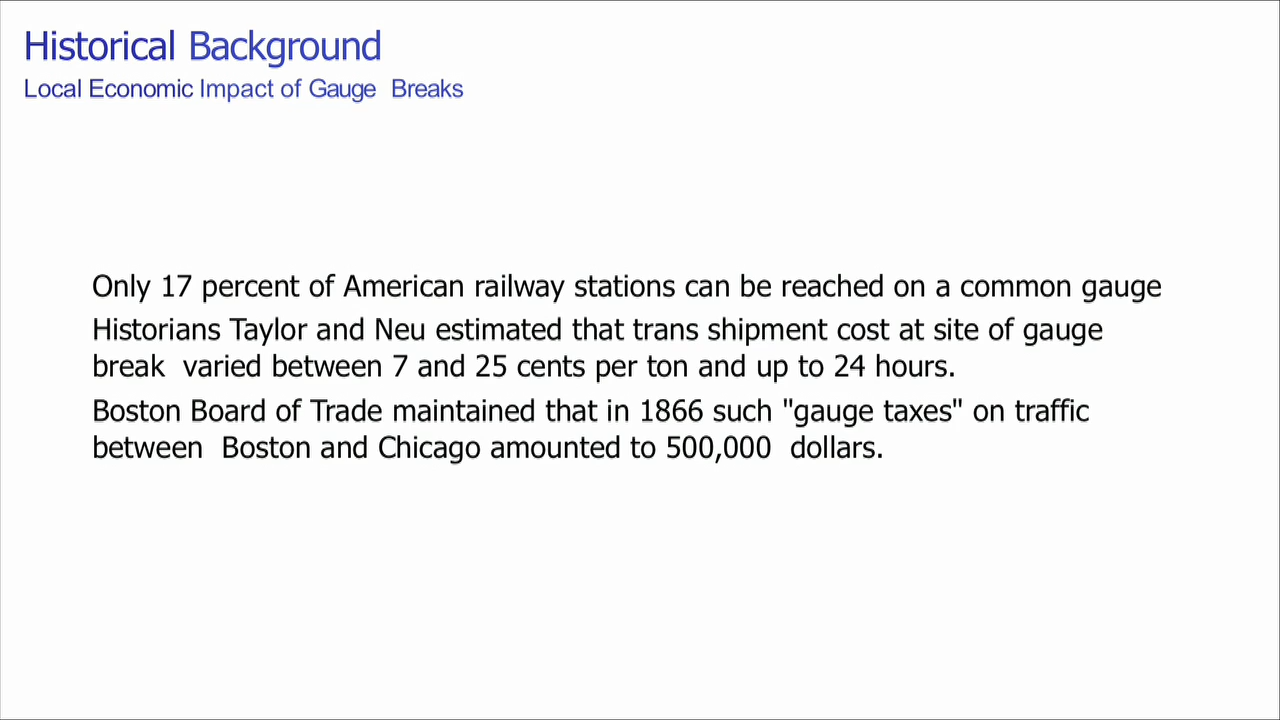 Historical Background
Local Economic Impact of Gauge  Breaks
Only 17 percent of American railway stations can be reached on a common gauge
Historians Taylor and Neu estimated that trans shipment cost at site of gauge
break  varied between 7 and 25 cents per ton and up to 24 hours.
Boston Board of Trade maintained that in 1866 such "gauge taxes" on traffic
between  Boston and Chicago amounted to 500,000  dollars.